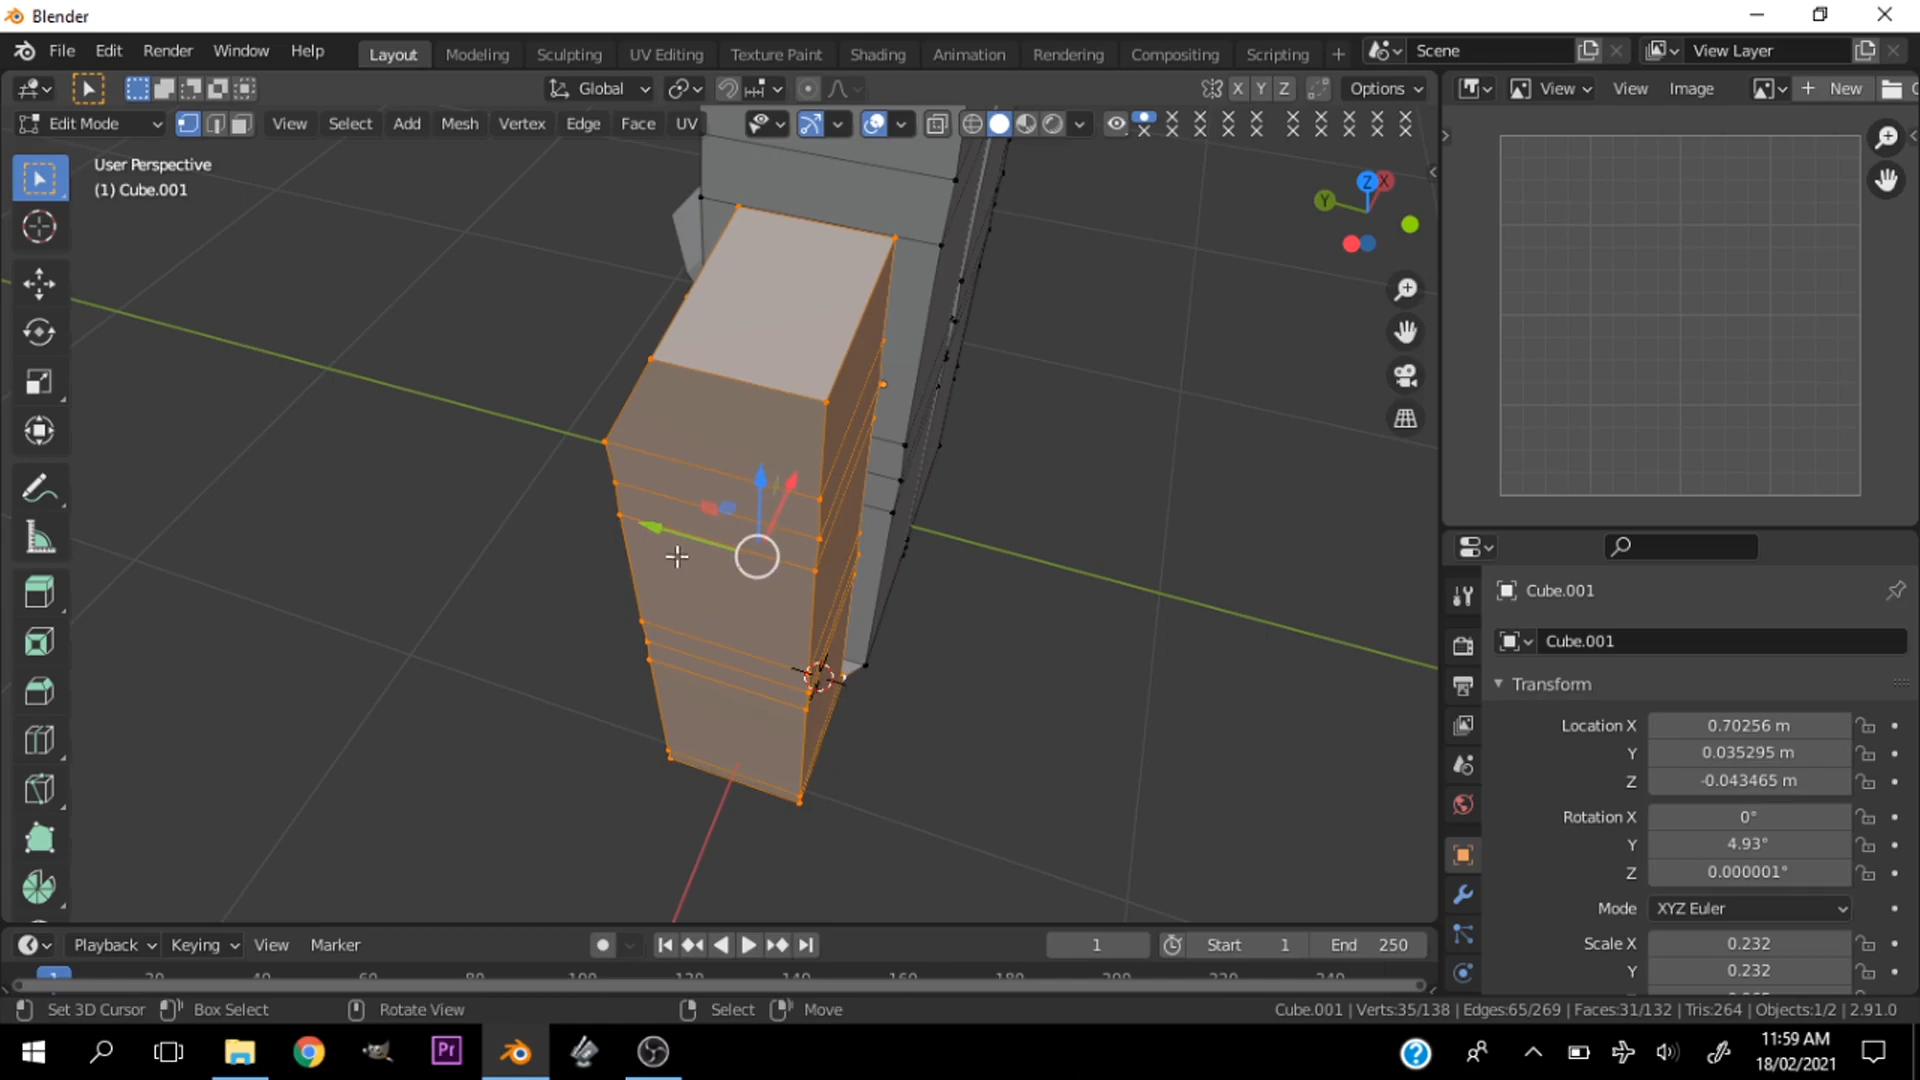 Blender
File Edit Render Window Help Layout Modeling Sculpting UV Editing Texture Paint Shading Animation Rendering Compositing Scripting + Scene View Layer
Global X Y Z Options View View Image New
Edit Mode View Select Add Mesh Vertex Edge Face UV
User Perspective
(1) Cube.001
Z X
Y
Cube.001
Cube.001
Transform
Location X 0.70256 m
Y 0.035295 m
Z -0.043465 m
Rotation X 0°
Y 4.93°
Z 0.000001°
Mode XYZ Euler
Scale X 0.232
Y 0.232
Playback Keying View Marker 1 Start 1 End 250
1
Set 3D Cursor Box Select Rotate View Select Move Cube.001 | Verts:35/138 | Edges:65/269 | Faces:31/132 | Tris:264 | Objects:1/2 | 2.91.0
Pr 11:59 AM
18/02/2021